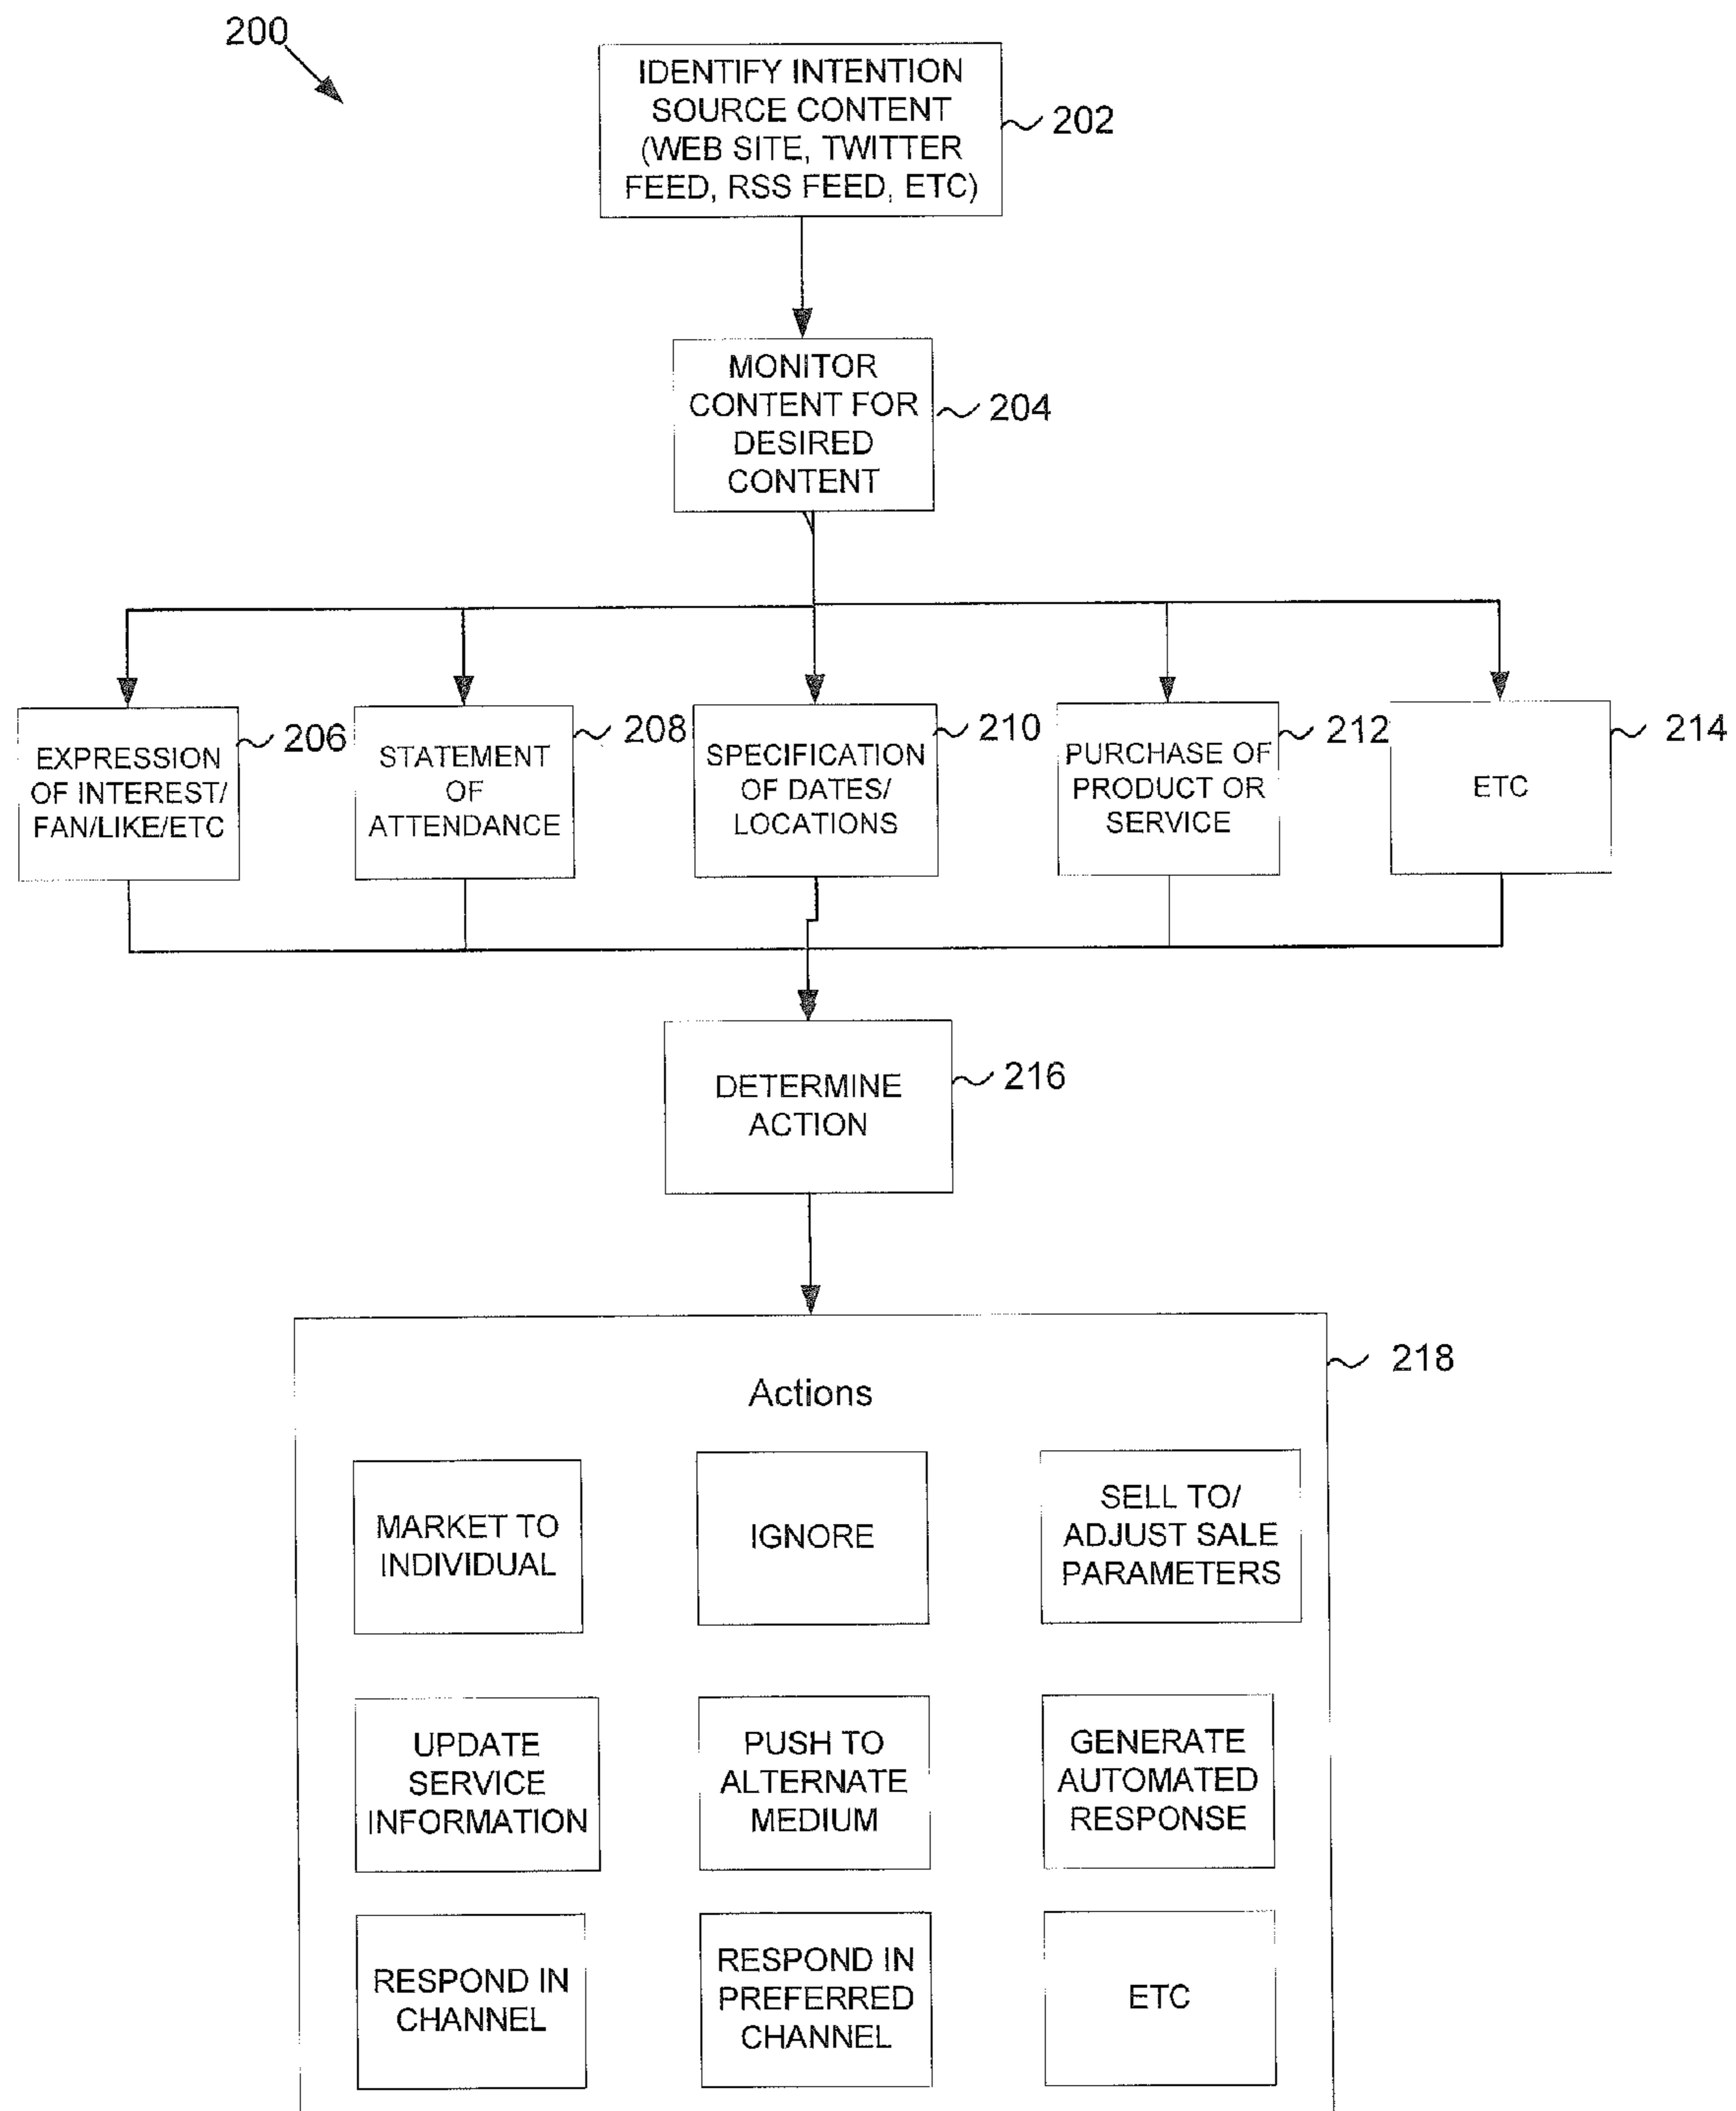 200
IDENTIFY INTENTION
SOURCE CONTENT
(WEB SITE, TWITTER
FEED, RSS FEED, ETC)
202
MONITOR
CONTENT FOR
DESIRED
CONTENT
204
EXPRESSION
OF INTEREST/
FAN/LIKE/ETC
206
STATEMENT
OF
ATTENDANCE
208
SPECIFICATION
OF DATES/
LOCATIONS
210
PURCHASE OF
PRODUCT OR
SERVICE
212
ETC
214
DETERMINE
ACTION
216
218
Actions
MARKET TO
INDIVIDUAL
IGNORE
SELL TO/
ADJUST SALE
PARAMETERS
UPDATE
SERVICE
INFORMATION
PUSH TO
ALTERNATE
MEDIUM
GENERATE
AUTOMATED
RESPONSE
RESPOND IN
CHANNEL
RESPOND IN
PREFERRED
CHANNEL
ETC